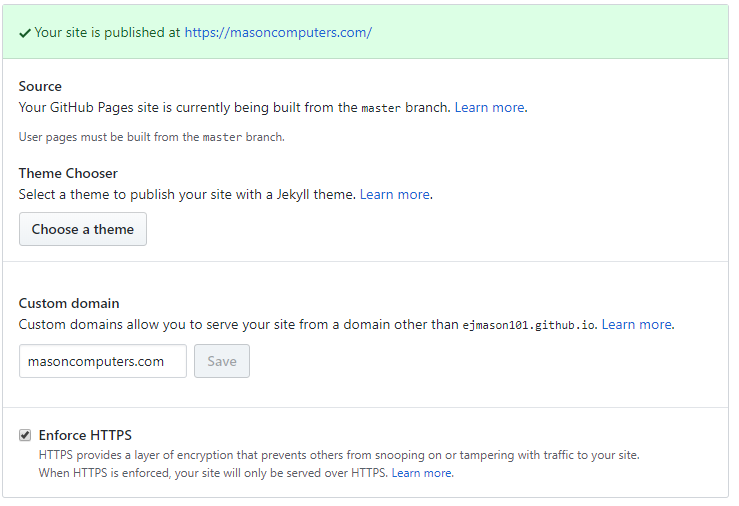 Your site is published at https://masoncomputers.com/
Source
Your GitHub Pages site is currently being built from the master branch. Learn more.
User pages must be built from the master branch.
Theme Chooser
Select a theme to publish your site with a Jekyll theme. Learn more.
Choose a theme
Custom domain
Custom domains allow you to serve your site from a domain other than ejmason101.github.io. Learn more.
masoncomputers.com Save
Enforce HTTPS
HTTPS provides a layer of encryption that prevents others from snooping on or tampering with traffic to your site.
When HTTPS is enforced, your site will only be served over HTTPS. Learn more.